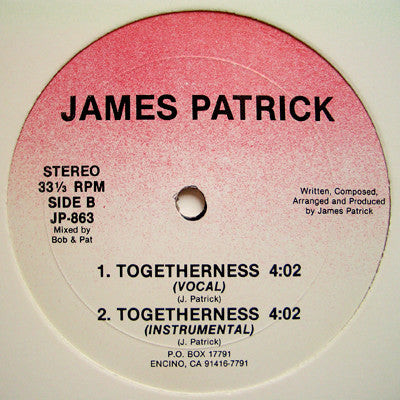 JAMES PATRICK
STEREO
33⅓ RPM
SIDE B
JP-863
Mixed by
Bob & Pat
Written, Composed,
Arranged and Produced
by James Patrick
1. TOGETHERNESS 4:02
(VOCAL)
(J. Patrick)
2. TOGETHERNESS 4:02
(INSTRUMENTAL)
(J. Patrick)
P.O. BOX 17791
ENCINO, CA 91416-7791